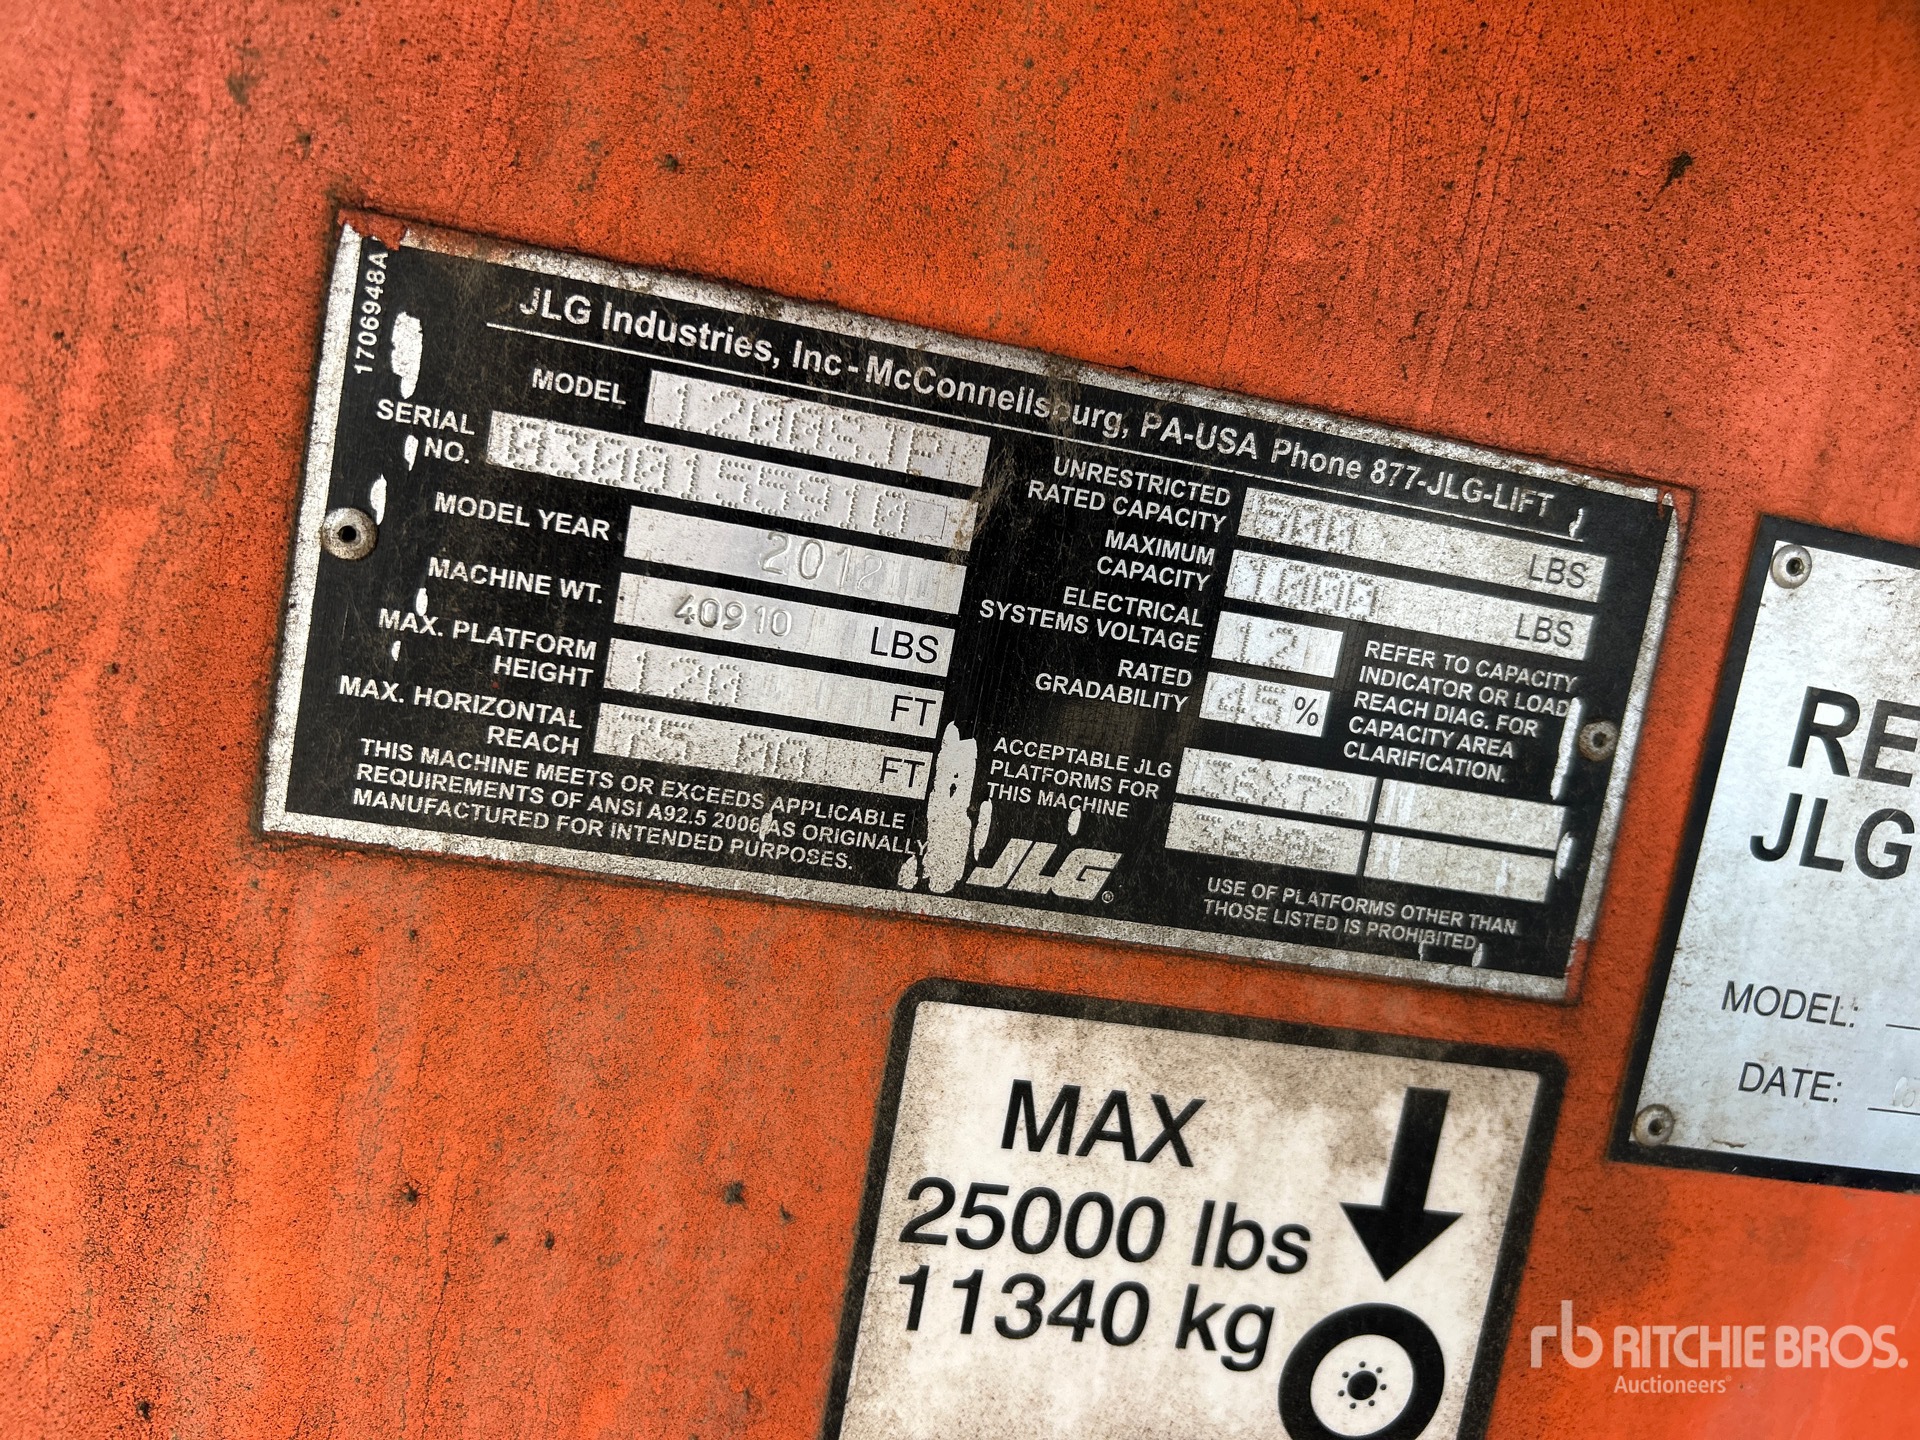 1706948A
JLG Industries, Inc - McConnellsburg, PA-USA Phone 877-JLG-LIFT
MODEL 1200SJP
SERIAL NO. 0300155910
MODEL YEAR 2012
MACHINE WT. 40910 LBS
MAX. PLATFORM HEIGHT 120 FT
MAX. HORIZONTAL REACH 75.00 FT
THIS MACHINE MEETS OR EXCEEDS APPLICABLE
REQUIREMENTS OF ANSI A92.5 2006 AS ORIGINALLY
MANUFACTURED FOR INTENDED PURPOSES.
UNRESTRICTED RATED CAPACITY 500 LBS
MAXIMUM CAPACITY 1000 LBS
ELECTRICAL SYSTEMS VOLTAGE 12
RATED GRADABILITY 45 %
REFER TO CAPACITY
INDICATOR OR LOAD
REACH DIAG. FOR
CAPACITY AREA
CLARIFICATION.
ACCEPTABLE JLG
PLATFORMS FOR
THIS MACHINE
36X72
36X96
JLG®
USE OF PLATFORMS OTHER THAN
THOSE LISTED IS PROHIBITED
MAX
25000 lbs
11340 kg
RE
JLG
MODEL:
DATE:
rb RITCHIE BROS.
Auctioneers